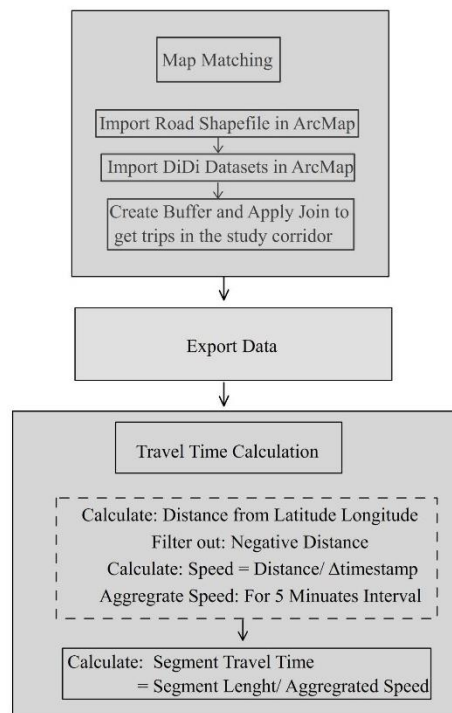 Map Matching
Import Road Shapefile in ArcMap
Import DiDi Datasets in ArcMap
Create Buffer and Apply Join to
get trips in the study corridor
Export Data
Travel Time Calculation
Calculate: Distance from Latitude Longitude
Filter out: Negative Distance
Calculate: Speed = Distance/ Δtimestamp
Aggregate Speed: For 5 Minuates Interval
Calculate: Segment Travel Time
= Segment Lenght/ Aggregrated Speed